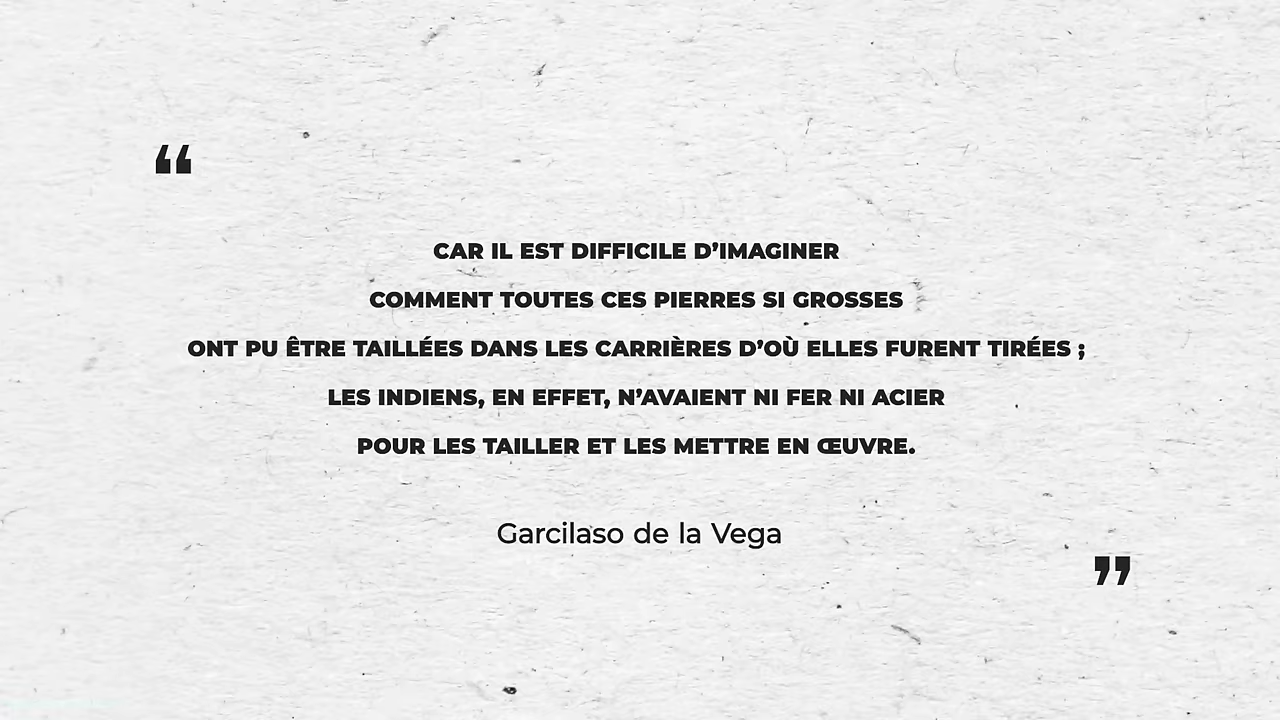 “
CAR IL EST DIFFICILE D’IMAGINER
COMMENT TOUTES CES PIERRES SI GROSSES
ONT PU ÊTRE TAILLÉES DANS LES CARRIÈRES D’OÙ ELLES FURENT TIRÉES ;
LES INDIENS, EN EFFET, N’AVAIENT NI FER NI ACIER
POUR LES TAILLER ET LES METTRE EN ŒUVRE.
Garcilaso de la Vega
”